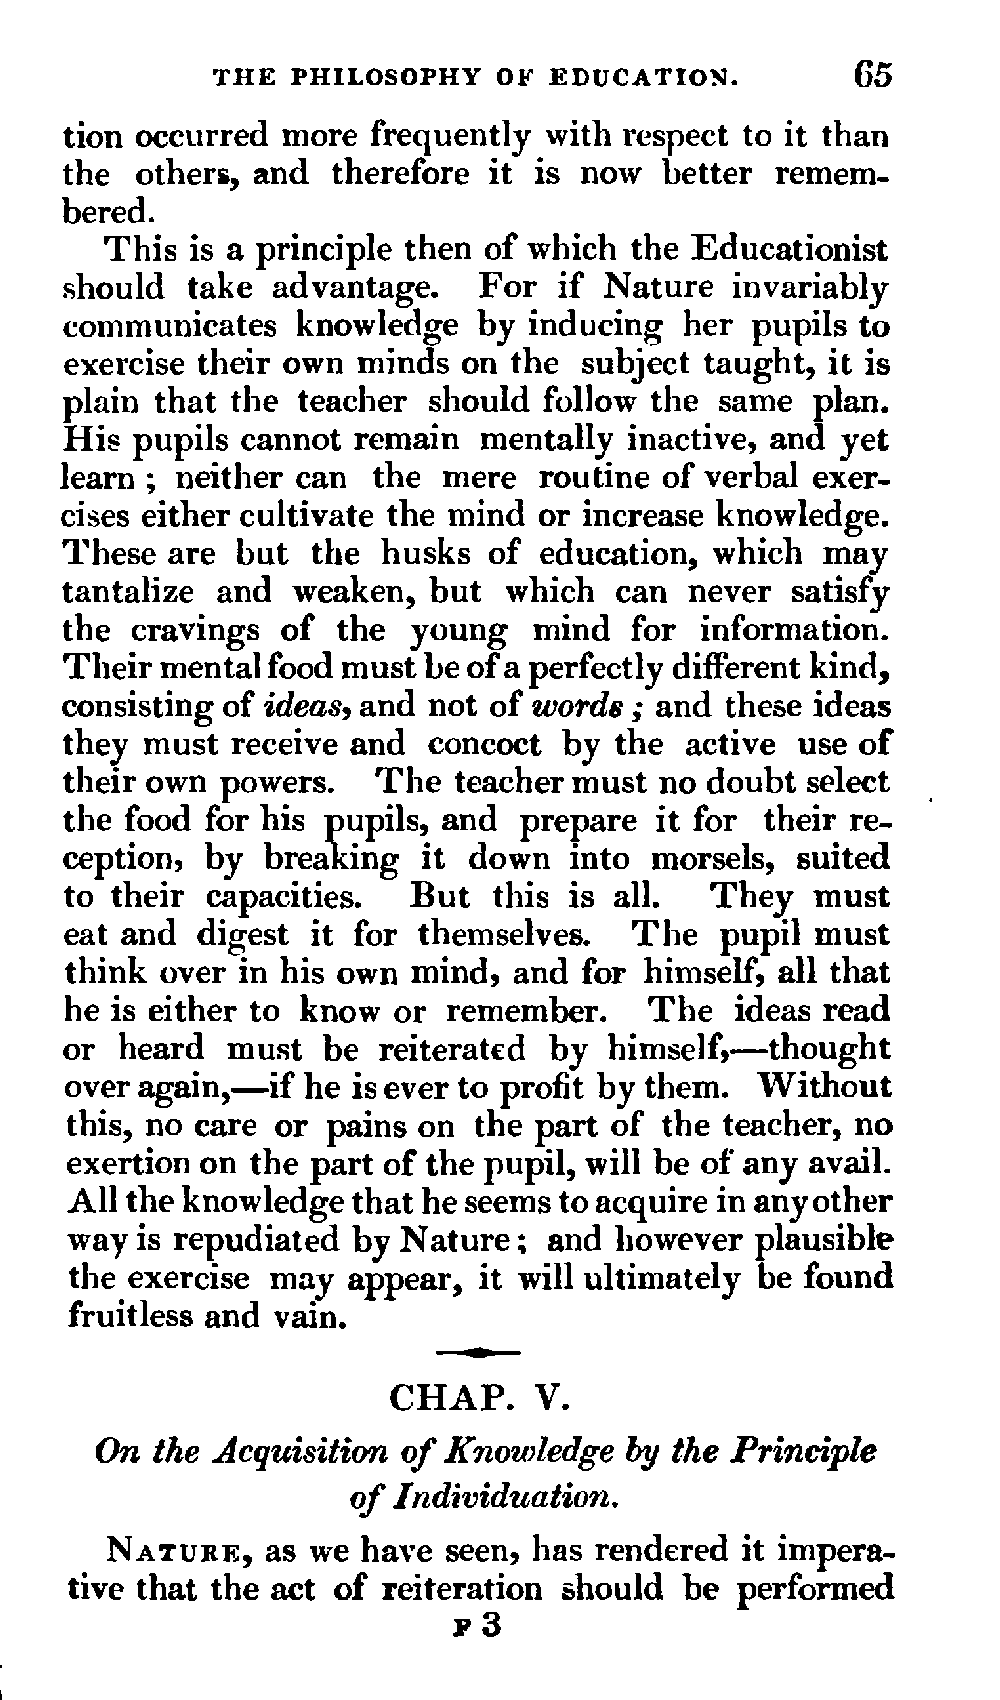 THE PHILOSOPHY OF EDUCATION. 65
tion occurred more frequently with respect to it than
the others, and therefore it is now better remem-
bered.
This is a principle then of which the Educationist
should take advantage. For if Nature invariably
communicates knowledge by inducing her pupils to
exercise their own minds on the subject taught, it is
plain that the teacher should follow the same plan.
His pupils cannot remain mentally inactive, and yet
learn ; neither can the mere routine of verbal exer-
cises either cultivate the mind or increase knowledge.
These are but the husks of education, which may
tantalize and weaken, but which can never satisfy
the cravings of the young mind for information.
Their mental food must be of a perfectly different kind,
consisting of ideas, and not of words ; and these ideas
they must receive and concoct by the active use of
their own powers. The teacher must no doubt select
the food for his pupils, and prepare it for their re-
ception, by breaking it down into morsels, suited
to their capacities. But this is all. They must
eat and digest it for themselves. The pupil must
think over in his own mind, and for himself, all that
he is either to know or remember. The ideas read
or heard must be reiterated by himself,—thought
over again,—if he is ever to profit by them. Without
this, no care or pains on the part of the teacher, no
exertion on the part of the pupil, will be of any avail.
All the knowledge that he seems to acquire in any other
way is repudiated by Nature ; and however plausible
the exercise may appear, it will ultimately be found
fruitless and vain.
CHAP. V.
On the Acquisition of Knowledge by the Principle
of Individuation.
NATURE, as we have seen, has rendered it impera-
tive that the act of reiteration should be performed
F 3